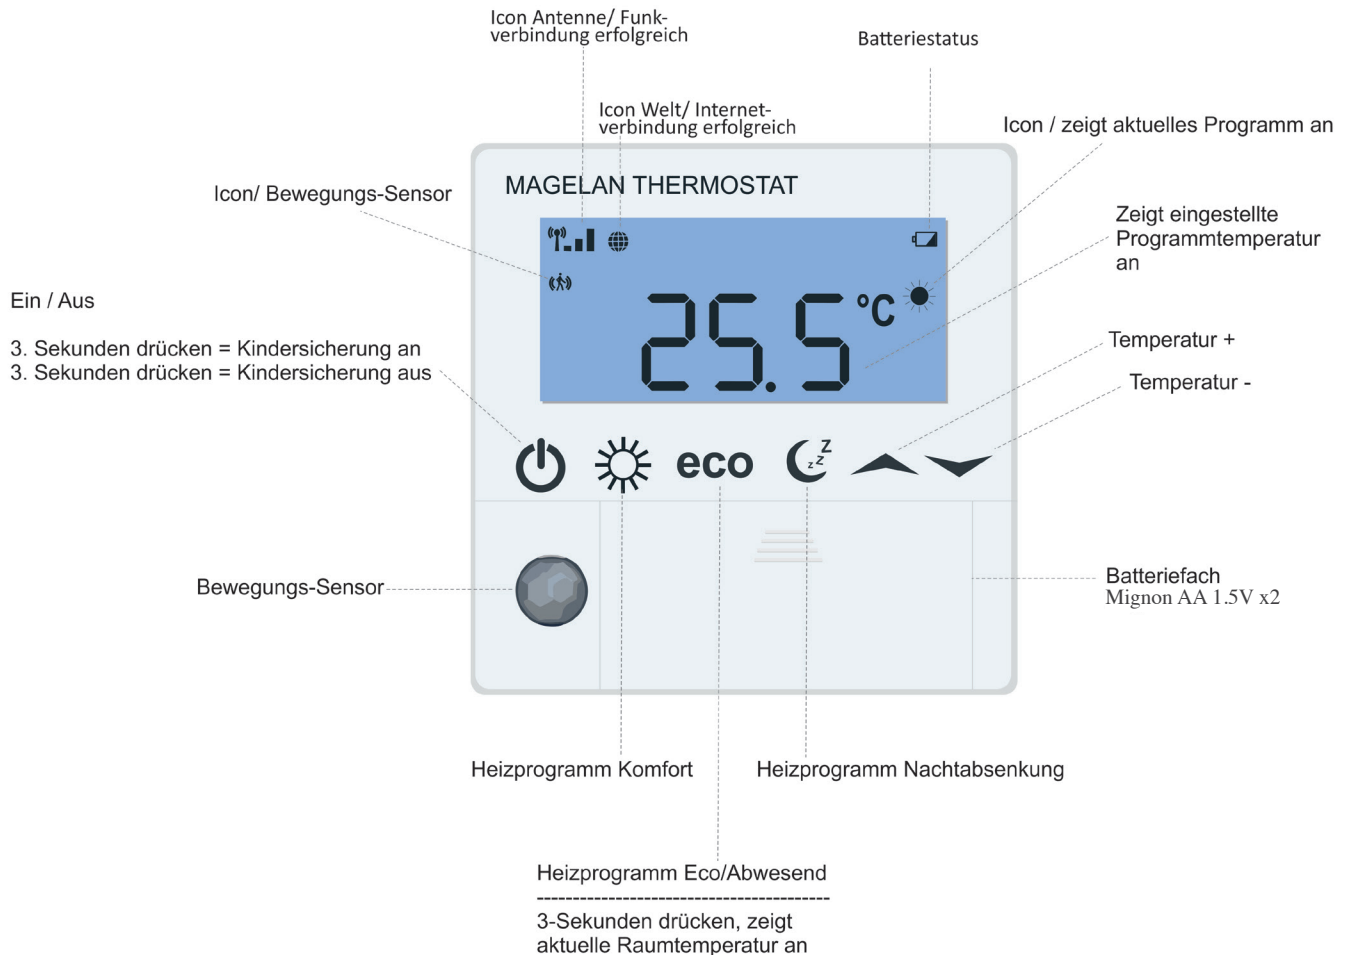 Icon Antenne/ Funk-
verbindung erfolgreich
Batteriestatus
Icon Welt/ Internet-
verbindung erfolgreich
Icon / zeigt aktuelles Programm an
Icon/ Bewegungs-Sensor
MAGELAN THERMOSTAT
Zeigt eingestellte
Programmtemperatur
an
25.5 °C
Ein / Aus
3. Sekunden drücken = Kindersicherung an
3. Sekunden drücken = Kindersicherung aus
Temperatur +
Temperatur -
eco
z z Z
Bewegungs-Sensor
Batteriefach
Mignon AA 1.5V x2
Heizprogramm Komfort
Heizprogramm Nachtabsenkung
Heizprogramm Eco/Abwesend
3-Sekunden drücken, zeigt
aktuelle Raumtemperatur an